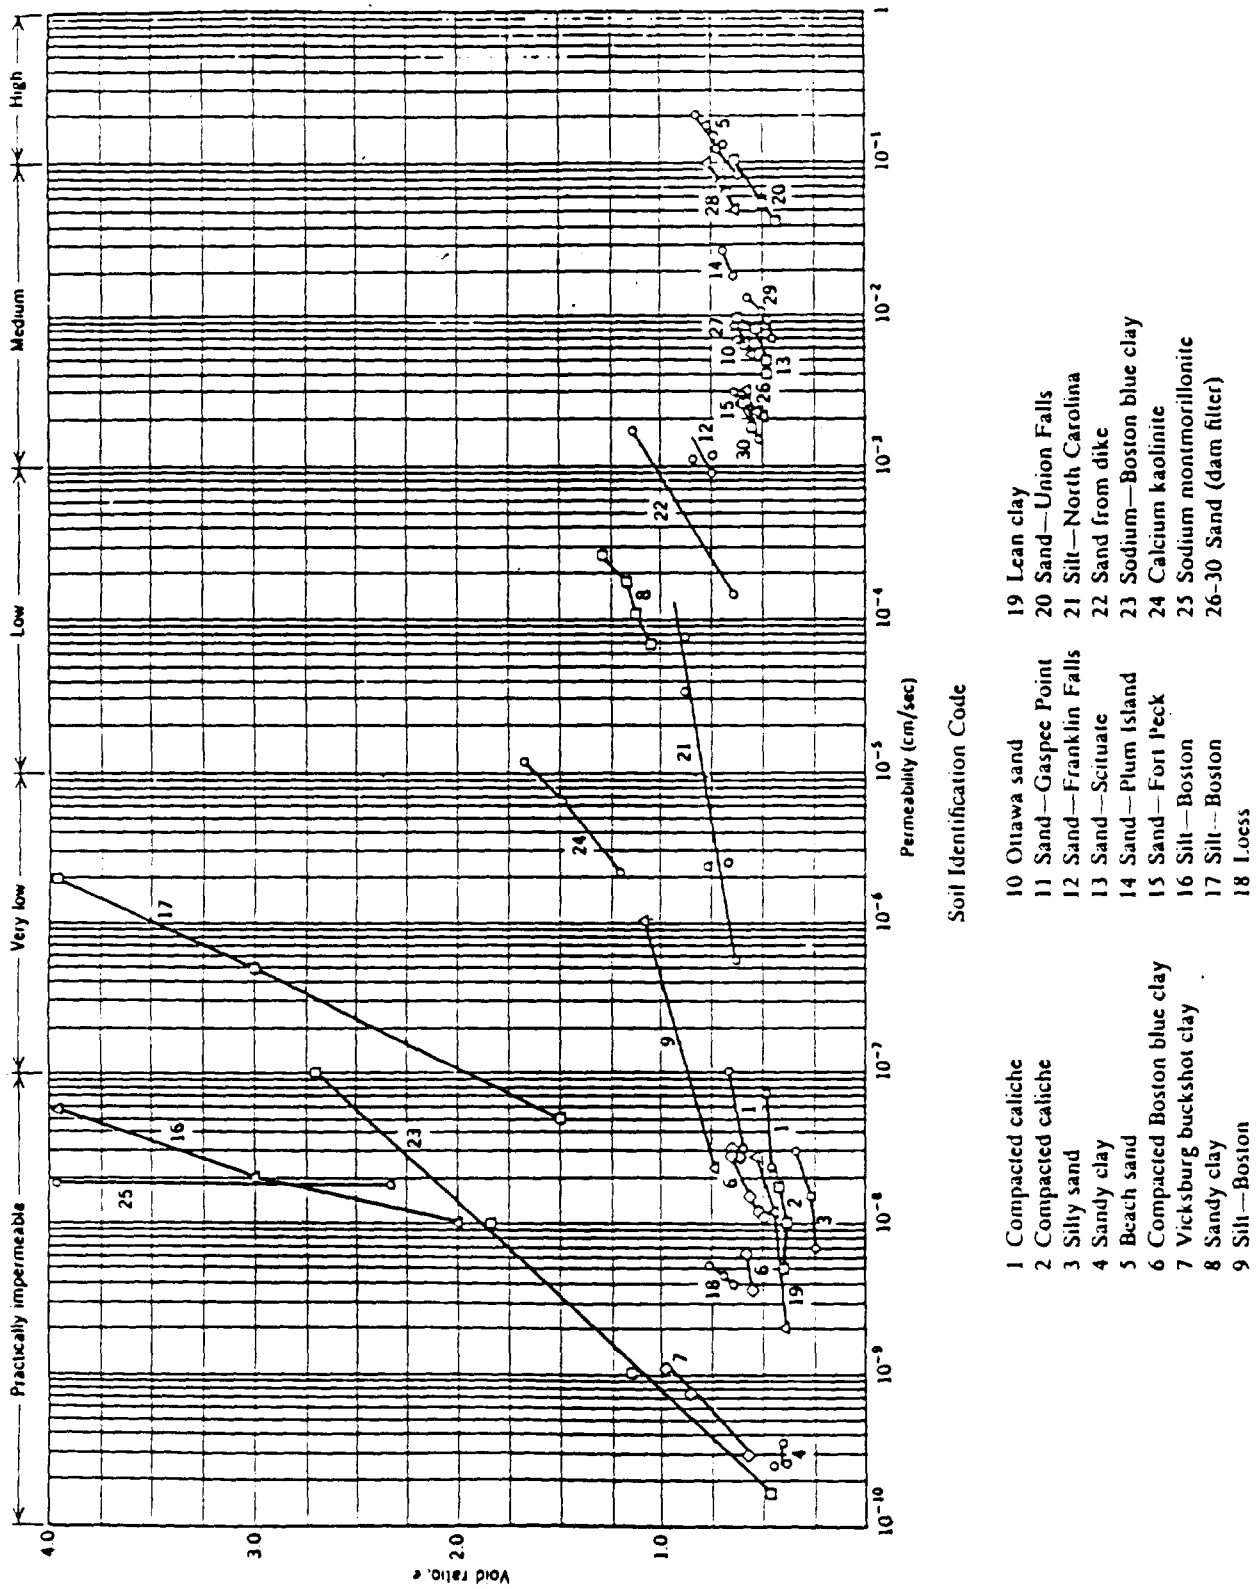 Practically impermeable
Very low
Low
Medium
High
Void ratio, e
4.0
3.0
2.0
1.0
10⁻¹⁰
10⁻⁹
10⁻⁸
10⁻⁷
10⁻⁶
10⁻⁵
10⁻⁴
10⁻³
10⁻²
10⁻¹
1
25
16
23
17
24
9
21
8
22
7
4
18
6
19
6
1
1
2
3
12
30
15
26
10
27
13
29
14
28
20
5
Permeability (cm/sec)
Soil Identification Code
1 Compacted caliche
2 Compacted caliche
3 Silty sand
4 Sandy clay
5 Beach sand
6 Compacted Boston blue clay
7 Vicksburg buckshot clay
8 Sandy clay
9 Silt—Boston
10 Ottawa sand
11 Sand—Gaspee Point
12 Sand—Franklin Falls
13 Sand—Scituate
14 Sand—Plum Island
15 Sand—Fort Peck
16 Silt—Boston
17 Silt—Boston
18 Loess
19 Lean clay
20 Sand—Union Falls
21 Silt—North Carolina
22 Sand from dike
23 Sodium—Boston blue clay
24 Calcium kaolinite
25 Sodium montmorillonite
26-30 Sand (dam filter)